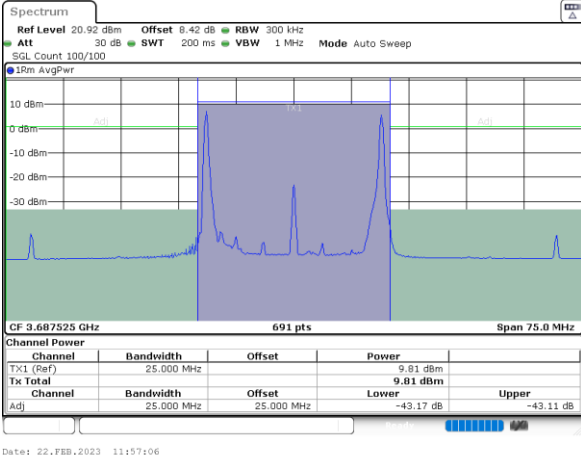 Spectrum
Ref Level 20.92 dBm Offset 8.42 dB RBW 300 kHz
Att 30 dB SWT 200 ms VBW 1 MHz Mode Auto Sweep
SGL Count 100/100
1Rm AvgPwr
10 dBm
TX1
Adj Adj
0 dBm
-10 dBm
-20 dBm
-30 dBm
CF 3.687525 GHz 691 pts Span 75.0 MHz
Channel Power
Channel Bandwidth Offset Power
TX1 (Ref) 25.000 MHz 9.81 dBm
Tx Total 9.81 dBm
Channel Bandwidth Offset Lower Upper
Adj 25.000 MHz 25.000 MHz -43.17 dB -43.11 dB
Ready
Date: 22.FEB.2023 11:57:06